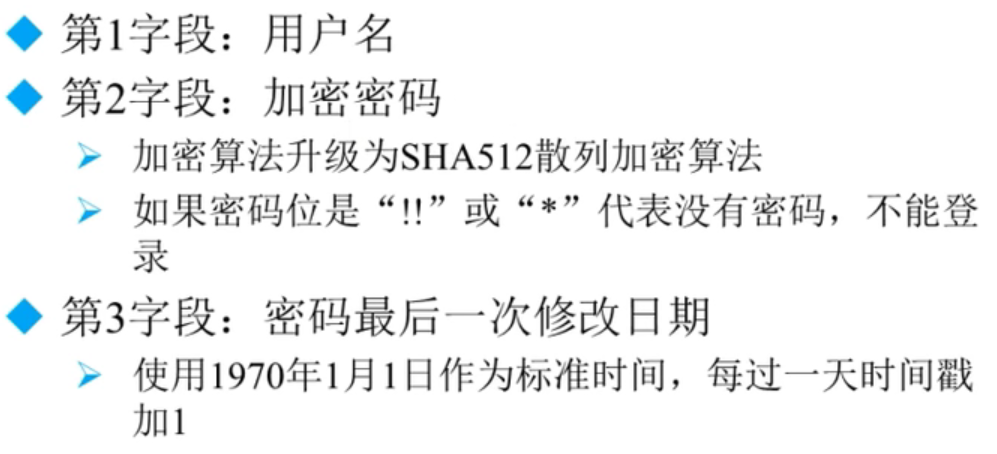 第1字段：用户名
第2字段：加密密码
加密算法升级为SHA512散列加密算法
如果密码位是“!!”或“*”代表没有密码，不能登
录
第3字段：密码最后一次修改日期
使用1970年1月1日作为标准时间，每过一天时间戳
加1